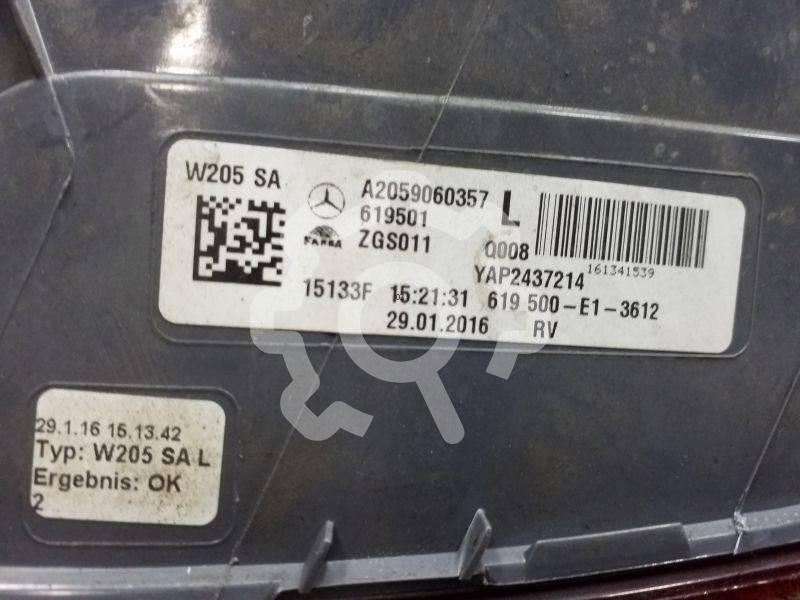 W205 SA
A2059060357 L
619501
FARBA ZGS011 Q008
161341539
YAP2437214
15133F 15:21:31 619 500-E1-3612
29.01.2016 RV
29.1.16 15.13.42
Typ: W205 SA L
Ergebnis: OK
2